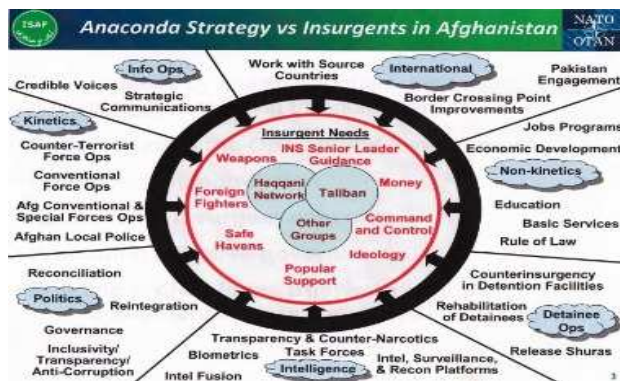 ISAF
Anaconda Strategy vs Insurgents in Afghanistan
NATO
OTAN
Info Ops
Credible Voices
Strategic
Communications
Work with Source
Countries
International
Border Crossing Point
Improvements
Pakistan
Engagement
Kinetics
Counter-Terrorist
Force Ops
Conventional
Force Ops
Afg Conventional &
Special Forces Ops
Afghan Local Police
Jobs Programs
Economic Development
Non-kinetics
Education
Basic Services
Rule of Law
Insurgent Needs
Weapons
INS Senior Leader
Guidance
Haqqani
Network
Taliban
Other
Groups
Money
Foreign
Fighters
Command
and Control
Safe
Havens
Ideology
Popular
Support
Reconciliation
Politics
Reintegration
Governance
Inclusivity/
Transparency/
Anti-Corruption
Counterinsurgency
in Detention Facilities
Rehabilitation
of Detainees
Detainee
Ops
Release Shuras
Transparency & Counter-Narcotics
Task Forces
Biometrics
Intelligence
Intel Fusion
Intel, Surveillance,
& Recon Platforms
3